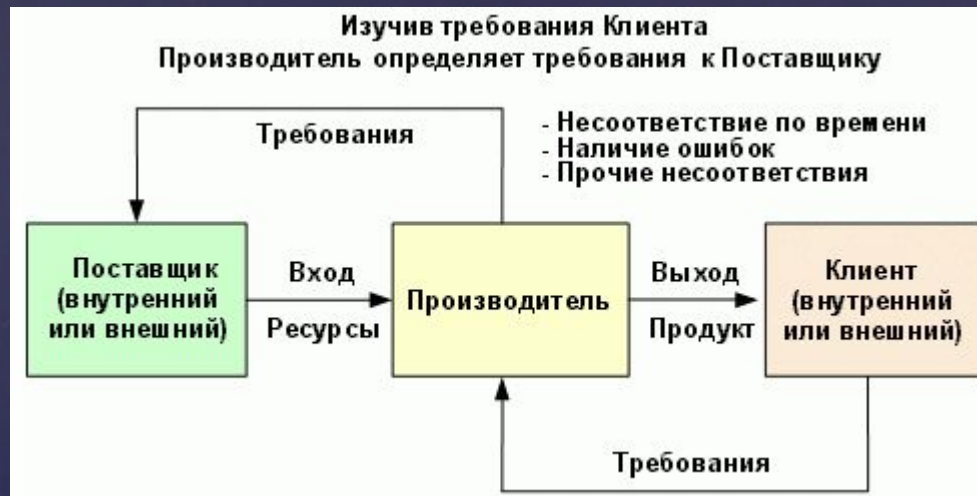 Изучив требования Клиента
Производитель определяет требования к Поставщику
Требования
- Несоответствие по времени
- Наличие ошибок
- Прочие несоответствия
Поставщик
(внутренний
или внешний)
Вход
Ресурсы
Производитель
Выход
Продукт
Клиент
(внутренний
или внешний)
Требования